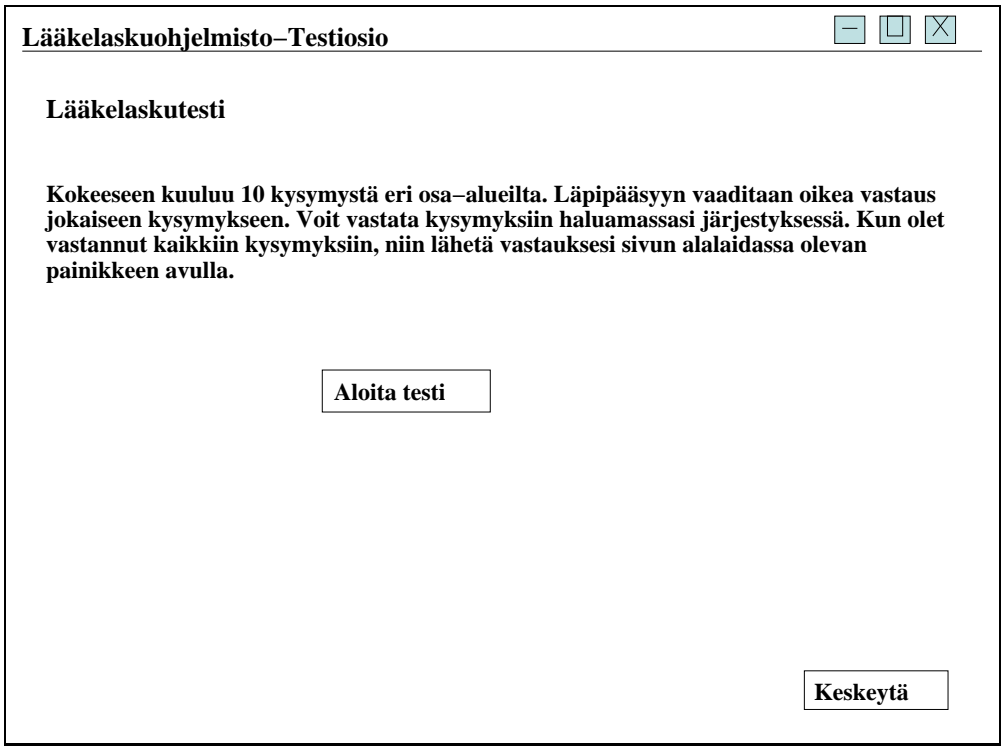 Lääkelaskuohjelmisto−Testiosio
Lääkelaskutesti
Kokeeseen kuuluu 10 kysymystä eri osa−alueilta. Läpipääsyyn vaaditaan oikea vastaus
jokaiseen kysymykseen. Voit vastata kysymyksiin haluamassasi järjestyksessä. Kun olet
vastannut kaikkiin kysymyksiin, niin lähetä vastauksesi sivun alalaidassa olevan
painikkeen avulla.
Aloita testi
Keskeytä